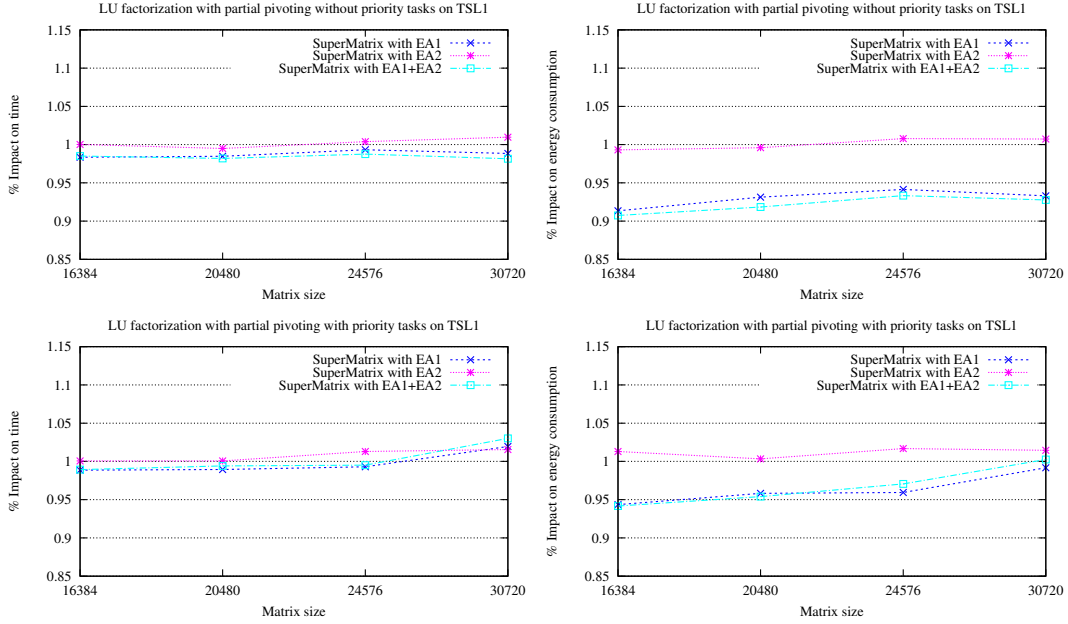 LU factorization with partial pivoting without priority tasks on TSL1
1.15
1.1
1.05
1
0.95
0.9
0.85
% Impact on time
SuperMatrix with EA1
SuperMatrix with EA2
SuperMatrix with EA1+EA2
16384
20480
24576
30720
Matrix size
LU factorization with partial pivoting without priority tasks on TSL1
1.15
1.1
1.05
1
0.95
0.9
0.85
% Impact on energy consumption
SuperMatrix with EA1
SuperMatrix with EA2
SuperMatrix with EA1+EA2
16384
20480
24576
30720
Matrix size
LU factorization with partial pivoting with priority tasks on TSL1
1.15
1.1
1.05
1
0.95
0.9
0.85
% Impact on time
SuperMatrix with EA1
SuperMatrix with EA2
SuperMatrix with EA1+EA2
16384
20480
24576
30720
Matrix size
LU factorization with partial pivoting with priority tasks on TSL1
1.15
1.1
1.05
1
0.95
0.9
0.85
% Impact on energy consumption
SuperMatrix with EA1
SuperMatrix with EA2
SuperMatrix with EA1+EA2
16384
20480
24576
30720
Matrix size